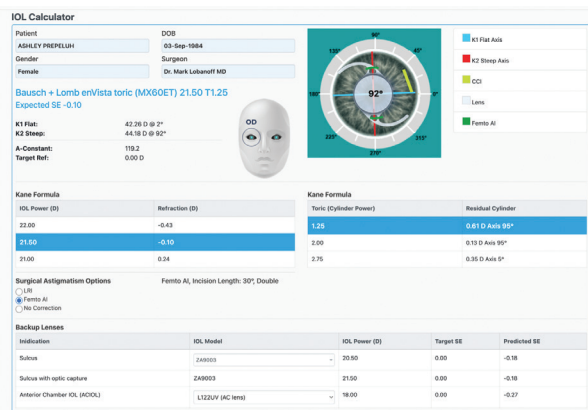 IOL Calculator
Patient DOB
ASHLEY PREPELUH 03-Sep-1984
Gender Surgeon
Female Dr. Mark Lobanoff MD
Bausch + Lomb enVista toric (MX60ET) 21.50 T1.25
Expected SE -0.10
K1 Flat: 42.26 D @ 2°
K2 Steep: 44.18 D @ 92°
A-Constant: 119.2
Target Ref: 0.00 D
OD
90°
135°
180°
92°
0°
225°
315°
270°
K1 Flat Axis
K2 Steep Axis
CCI
Lens
Femto AI
Kane Formula
IOL Power (D) Refraction (D)
22.00 -0.43
21.50 -0.10
21.00 0.24
Kane Formula
Toric (Cylinder Power) Residual Cylinder
1.25 0.61 D Axis 95°
2.00 0.13 D Axis 95°
2.75 0.35 D Axis 5°
Surgical Astigmatism Options Femto AI, Incision Length: 30°, Double
LRI
Femto AI
No Correction
Backup Lenses
Inidication IOL Model IOL Power (D) Target SE Predicted SE
Sulcus ZA9003 20.50 0.00 -0.18
Sulcus with optic capture ZA9003 21.50 0.00
Anterior Chamber IOL (ACIOL) L122UV (AC lens) 18.00 0.00 -0.27